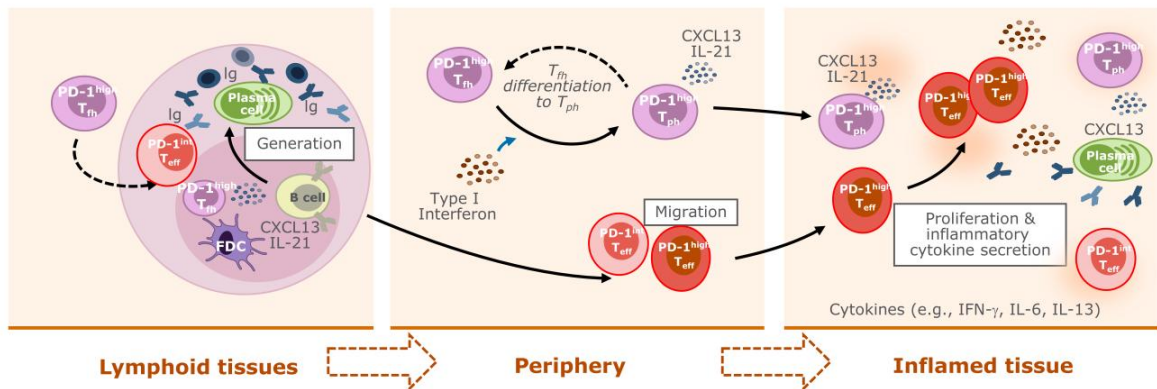 PD-1high
Tfh
Ig
Plasma
cell
Ig
Ig
PD-1int
Teff
Generation
PD-1high
Tfh
B cell
CXCL13
IL-21
FDC
Lymphoid tissues
PD-1high
Tfh
Tfh
differentiation
to Tph
CXCL13
IL-21
PD-1high
Tph
Type I
Interferon
Migration
PD-1int
Teff
PD-1high
Teff
Periphery
CXCL13
IL-21
PD-1high
Tph
PD-1high
Teff
PD-1high
Teff
PD-1high
Tph
CXCL13
Plasma
cell
PD-1high
Teff
Proliferation &
inflammatory
cytokine secretion
PD-1int
Teff
Cytokines (e.g., IFN-γ, IL-6, IL-13)
Inflamed tissue